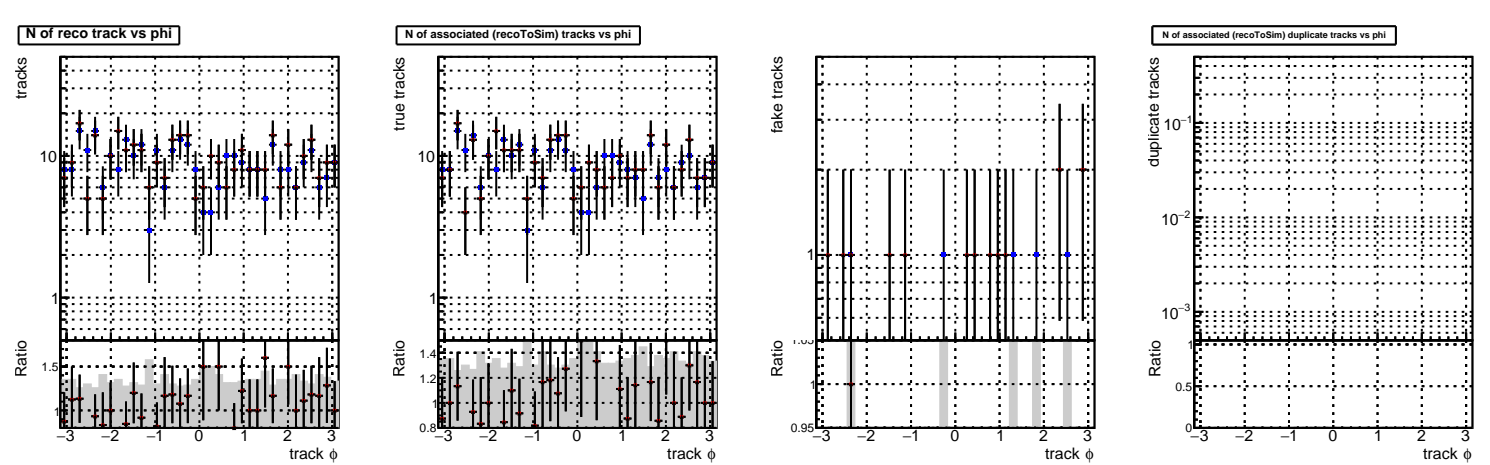 N of reco track vs phi
tracks
10
1
Ratio
1.5
1
−3 −2 −1 0 1 2 3
track ϕ
N of associated (recoToSim) tracks vs phi
true tracks
10
1
Ratio
1.4
1.2
1
0.8
−3 −2 −1 0 1 2 3
track ϕ
fake tracks
1
Ratio
1.05
1
0.95
−3 −2 −1 0 1 2 3
track ϕ
N of associated (recoToSim) duplicate tracks vs phi
duplicate tracks
10⁻¹
10⁻²
10⁻³
Ratio
1
0.5
0
−3 −2 −1 0 1 2 3
track ϕ